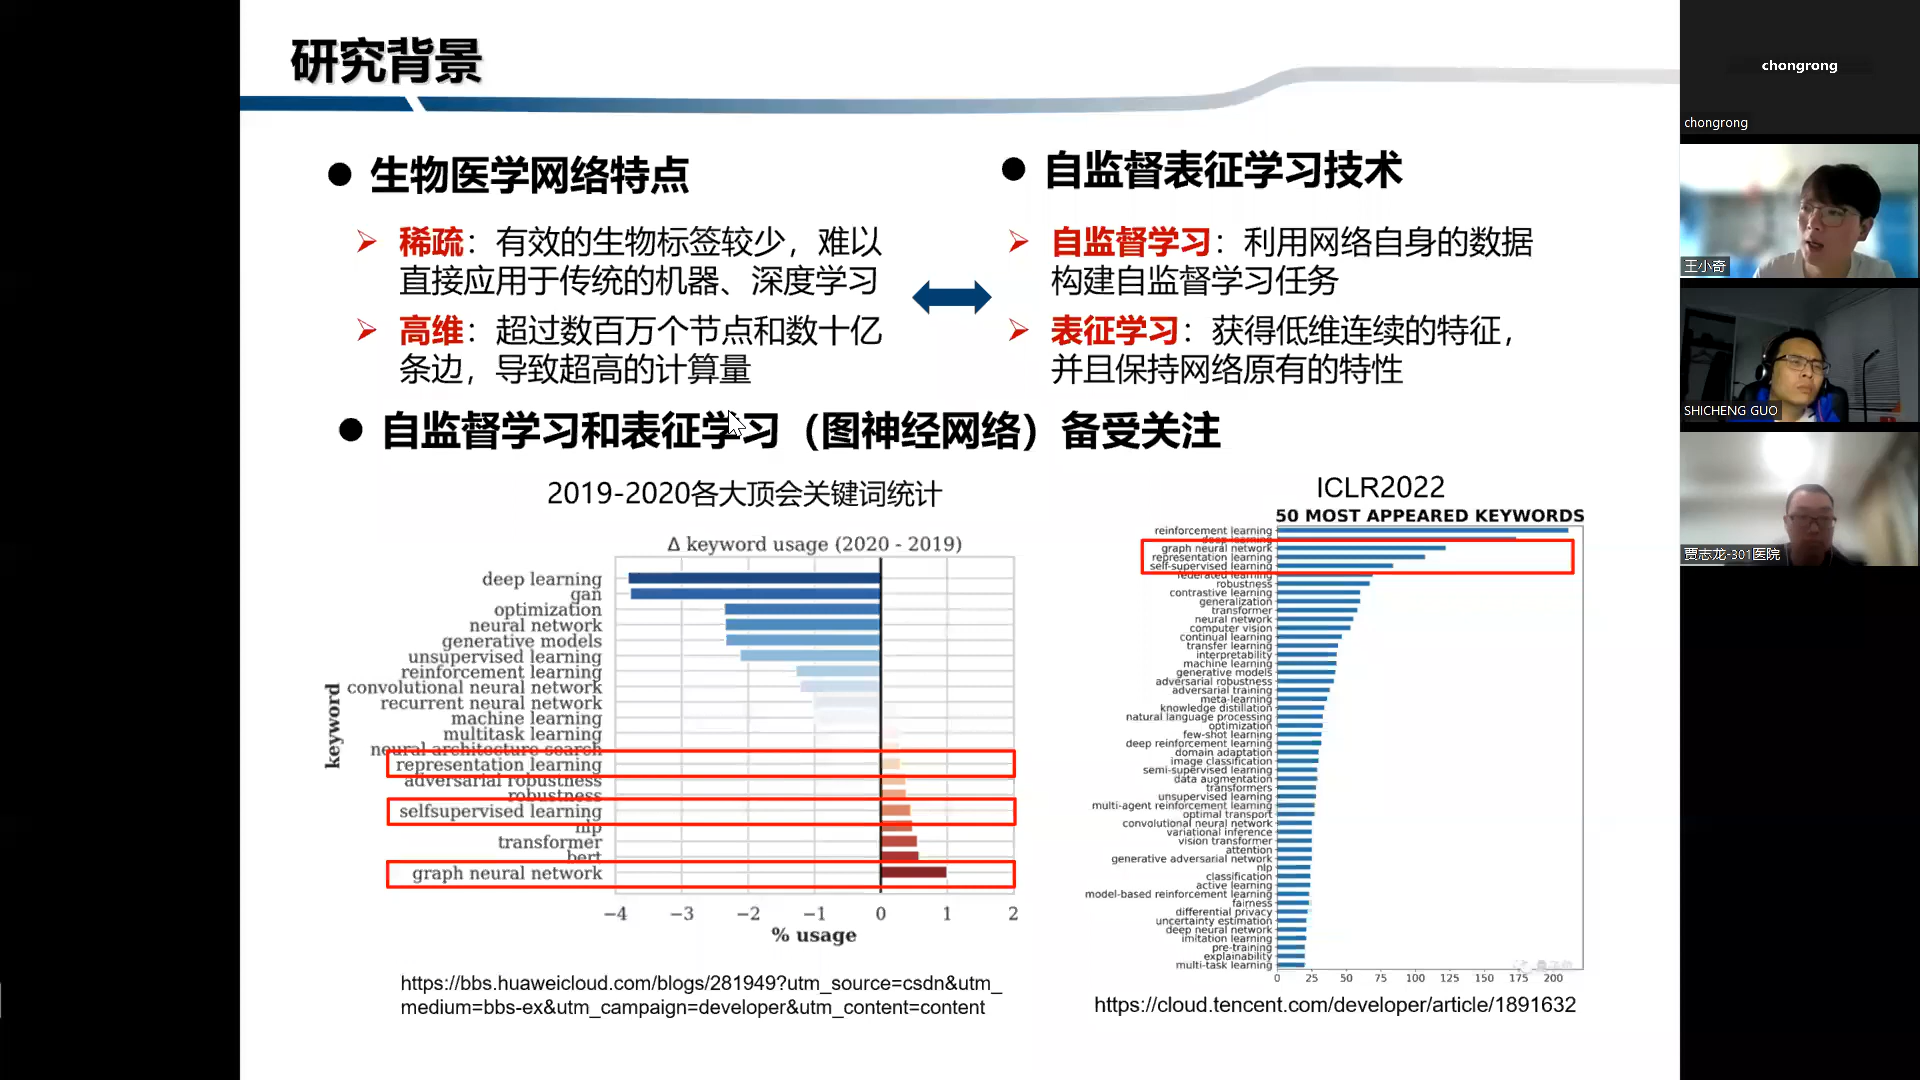 研究背景
生物医学网络特点
稀疏：有效的生物标签较少，难以
直接应用于传统的机器、深度学习
高维：超过数百万个节点和数十亿
条边，导致超高的计算量
自监督表征学习技术
自监督学习：利用网络自身的数据
构建自监督学习任务
表征学习：获得低维连续的特征，
并且保持网络原有的特性
自监督学习和表征学习（图神经网络）备受关注
2019-2020各大顶会关键词统计
Δ keyword usage (2020 - 2019)
keyword
deep learning
gan
optimization
neural network
generative models
unsupervised learning
reinforcement learning
convolutional neural network
recurrent neural network
machine learning
multitask learning
neural architecture search
representation learning
adversarial robustness
robustness
selfsupervised learning
nlp
transformer
bert
graph neural network
−4 −3 −2 −1 0 1 2
% usage
https://bbs.huaweicloud.com/blogs/281949?utm_source=csdn&utm_
medium=bbs-ex&utm_campaign=developer&utm_content=content
ICLR2022
50 MOST APPEARED KEYWORDS
reinforcement learning
deep learning
graph neural network
representation learning
self-supervised learning
federated learning
robustness
contrastive learning
generalization
transformer
neural network
computer vision
continual learning
transfer learning
interpretability
machine learning
generative models
adversarial robustness
adversarial training
meta-learning
knowledge distillation
natural language processing
optimization
few-shot learning
deep reinforcement learning
domain adaptation
image classification
semi-supervised learning
data augmentation
transformers
unsupervised learning
multi-agent reinforcement learning
optimal transport
convolutional neural network
variational inference
vision transformer
attention
generative adversarial network
nlp
classification
active learning
model-based reinforcement learning
fairness
differential privacy
uncertainty estimation
deep neural network
imitation learning
pre-training
explainability
multi-task learning
0 25 50 75 100 125 150 175 200
https://cloud.tencent.com/developer/article/1891632
chongrong
chongrong
王小奇
SHICHENG GUO
贾志龙-301医院